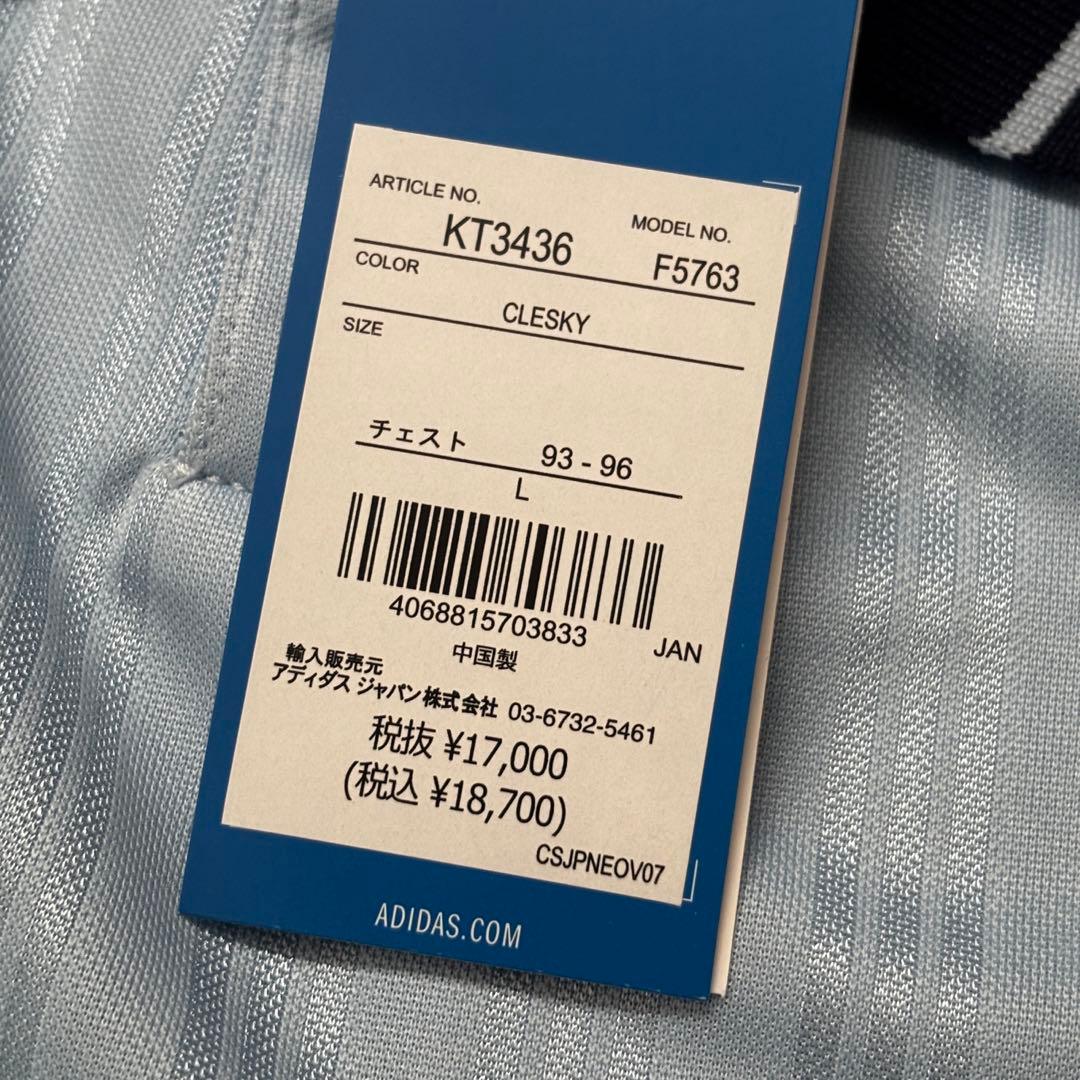 ARTICLE NO.
MODEL NO.
KT3436
F5763
COLOR
CLESKY
SIZE
チェスト 93 - 96
L
4068815703833
JAN
中国製
輸入販売元
アディダス ジャパン株式会社 03-6732-5461
税抜 ¥17,000
(税込 ¥18,700)
CSJPNEOV07
ADIDAS.COM